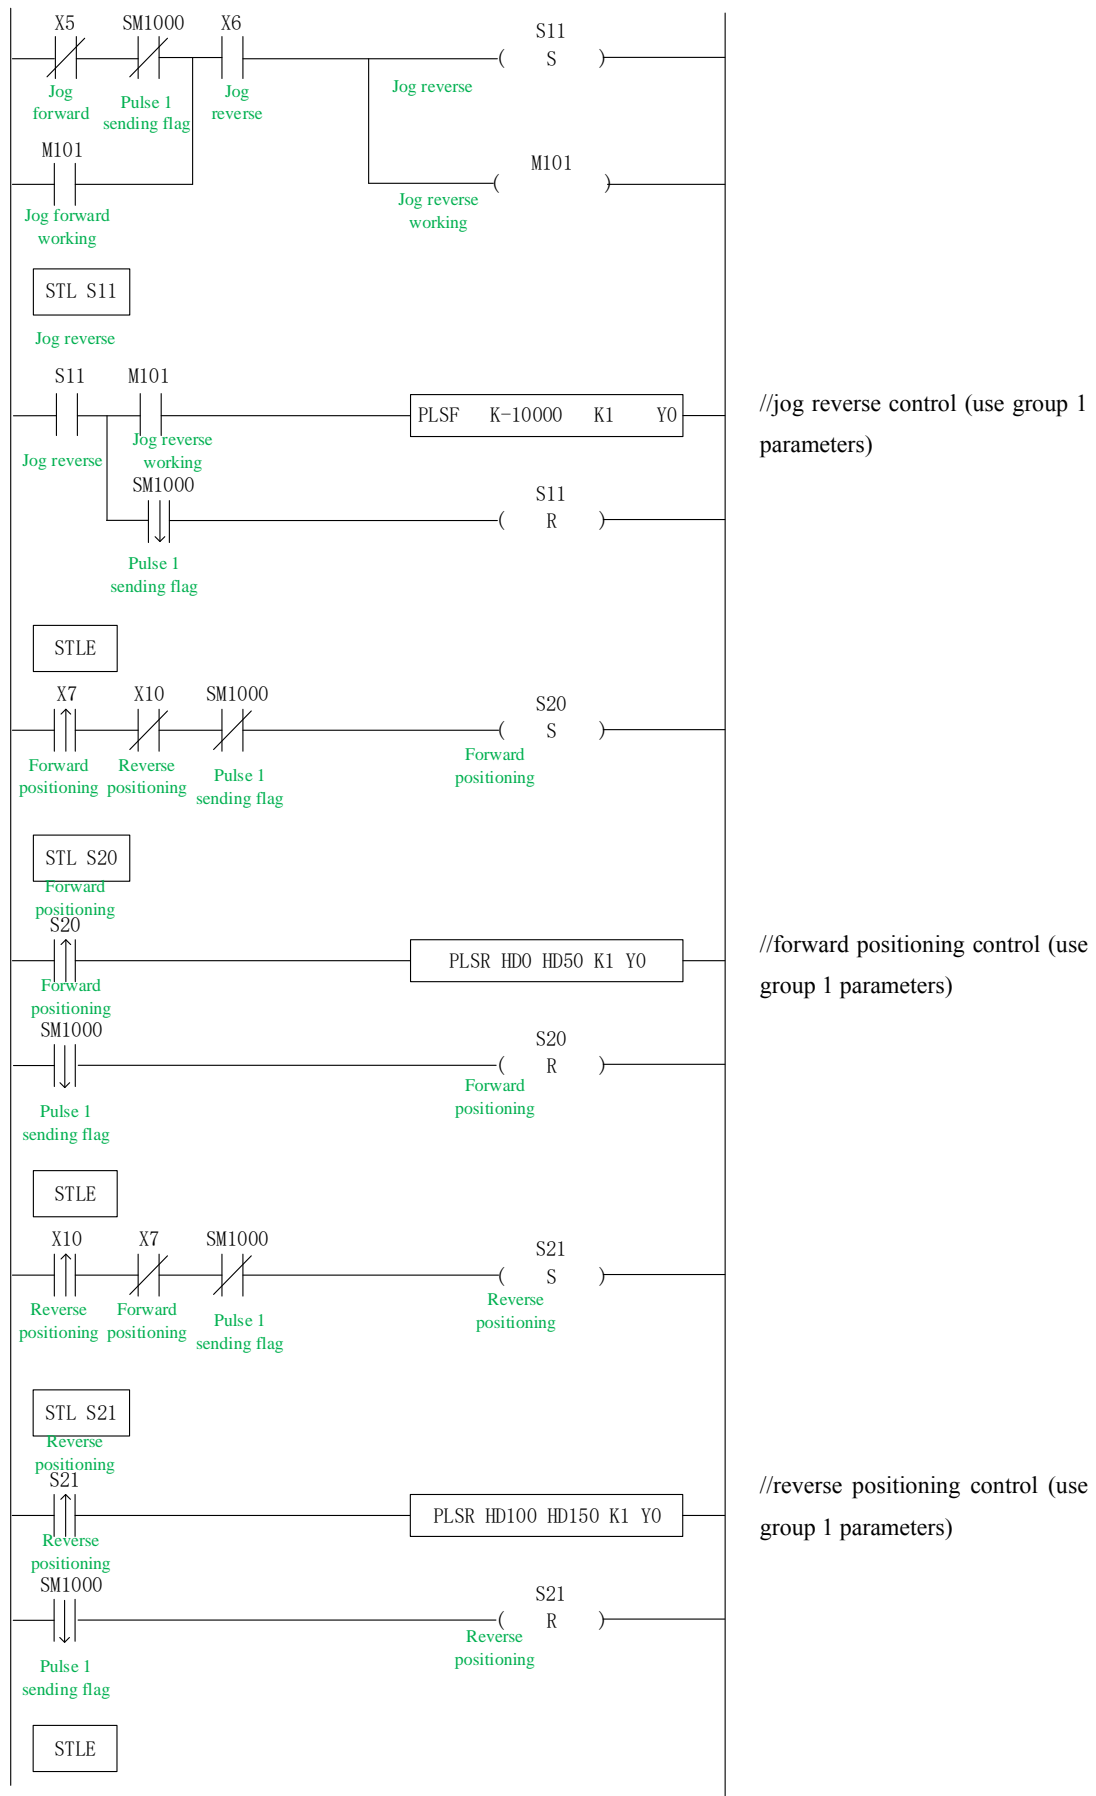 X5 SM1000 X6 S11
S
Jog forward
Pulse 1 sending flag
Jog reverse
Jog reverse
M101 M101
Jog forward working
Jog reverse working
STL S11
Jog reverse
S11 M101
PLSF K-10000 K1 Y0
//jog reverse control (use group 1
parameters)
Jog reverse
Jog reverse working
SM1000 S11
R
Pulse 1
sending flag
STLE
X7 X10 SM1000 S20
S
Forward positioning
Reverse positioning
Pulse 1 sending flag
Forward positioning
STL S20
Forward
positioning
S20
PLSR HD0 HD50 K1 Y0
//forward positioning control (use
group 1 parameters)
Forward
positioning
SM1000 S20
R
Forward
positioning
Pulse 1
sending flag
STLE
X10 X7 SM1000 S21
S
Reverse positioning
Forward positioning
Pulse 1 sending flag
Reverse positioning
STL S21
Reverse
positioning
S21
PLSR HD100 HD150 K1 Y0
//reverse positioning control (use
group 1 parameters)
Reverse
positioning
SM1000 S21
R
Reverse
positioning
Pulse 1
sending flag
STLE